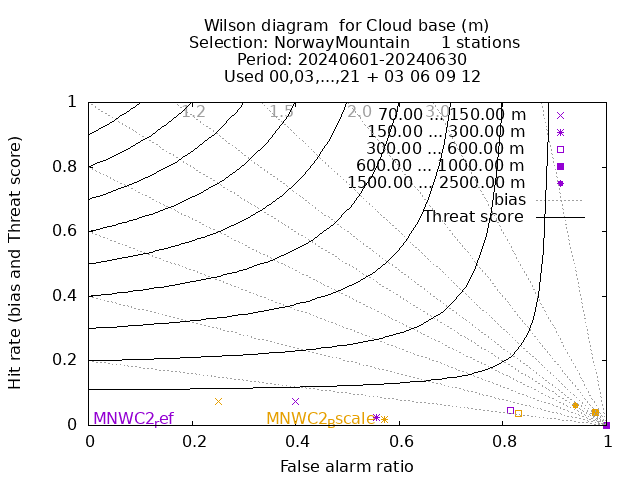 Wilson diagram  for Cloud base (m)
Selection: NorwayMountain      1 stations
Period: 20240601-20240630
Used 00,03,...,21 + 03 06 09 12
Hit rate (bias and Threat score)
1
0.8
0.6
0.4
0.2
0
1.2
1.5
2.0
3.0
70.00 ... 150.00 m
150.00 ... 300.00 m
300.00 ... 600.00 m
600.00 ... 1000.00 m
1500.00 ... 2500.00 m
bias
Threat score
MNWC2ref
MNWC2Bscale
0
0.2
0.4
0.6
0.8
1
False alarm ratio